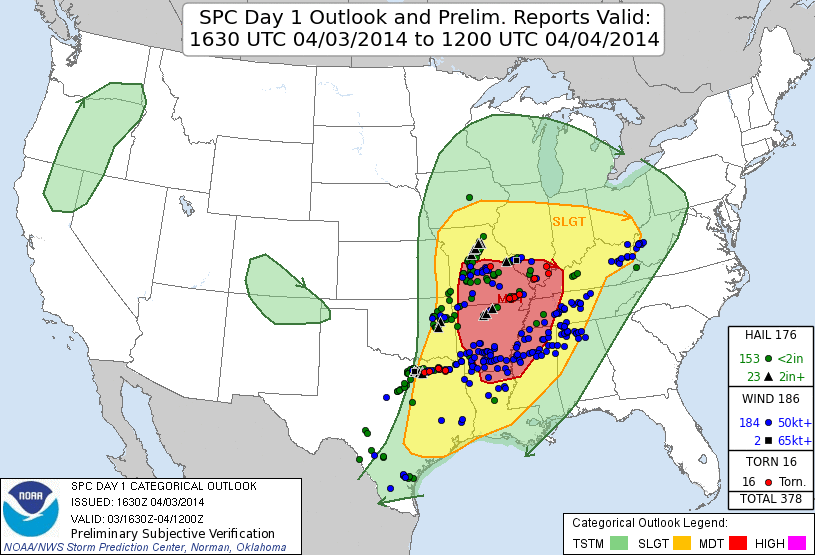 SPC Day 1 Outlook and Prelim. Reports Valid:
1630 UTC 04/03/2014 to 1200 UTC 04/04/2014
SLGT
HAIL 176
153 <2in
23 2in+
WIND 186
184 50kt+
2 65kt+
TORN 16
16 Torn.
TOTAL 378
NOAA
SPC DAY 1 CATEGORICAL OUTLOOK
ISSUED: 1630Z 04/03/2014
VALID: 03/1630Z-04/1200Z
Preliminary Subjective Verification
NOAA/NWS Storm Prediction Center, Norman, Oklahoma
Categorical Outlook Legend:
TSTM SLGT MDT HIGH